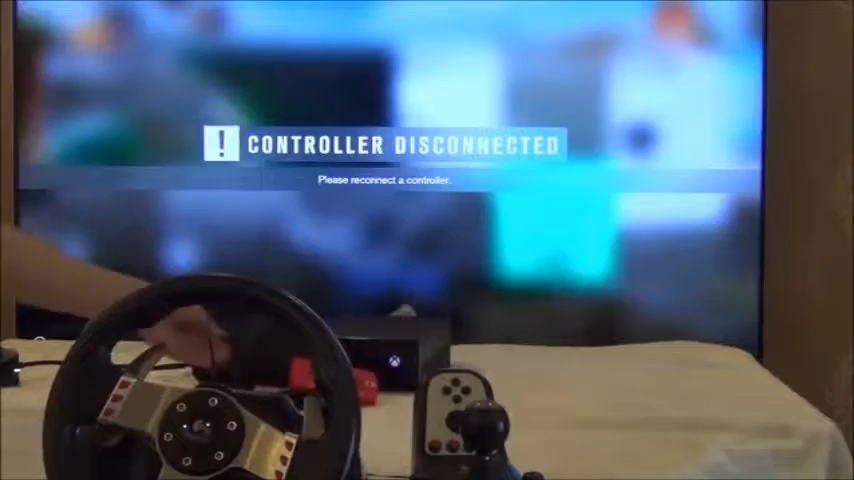 ! CONTROLLER DISCONNECTED
Please reconnect a controller.